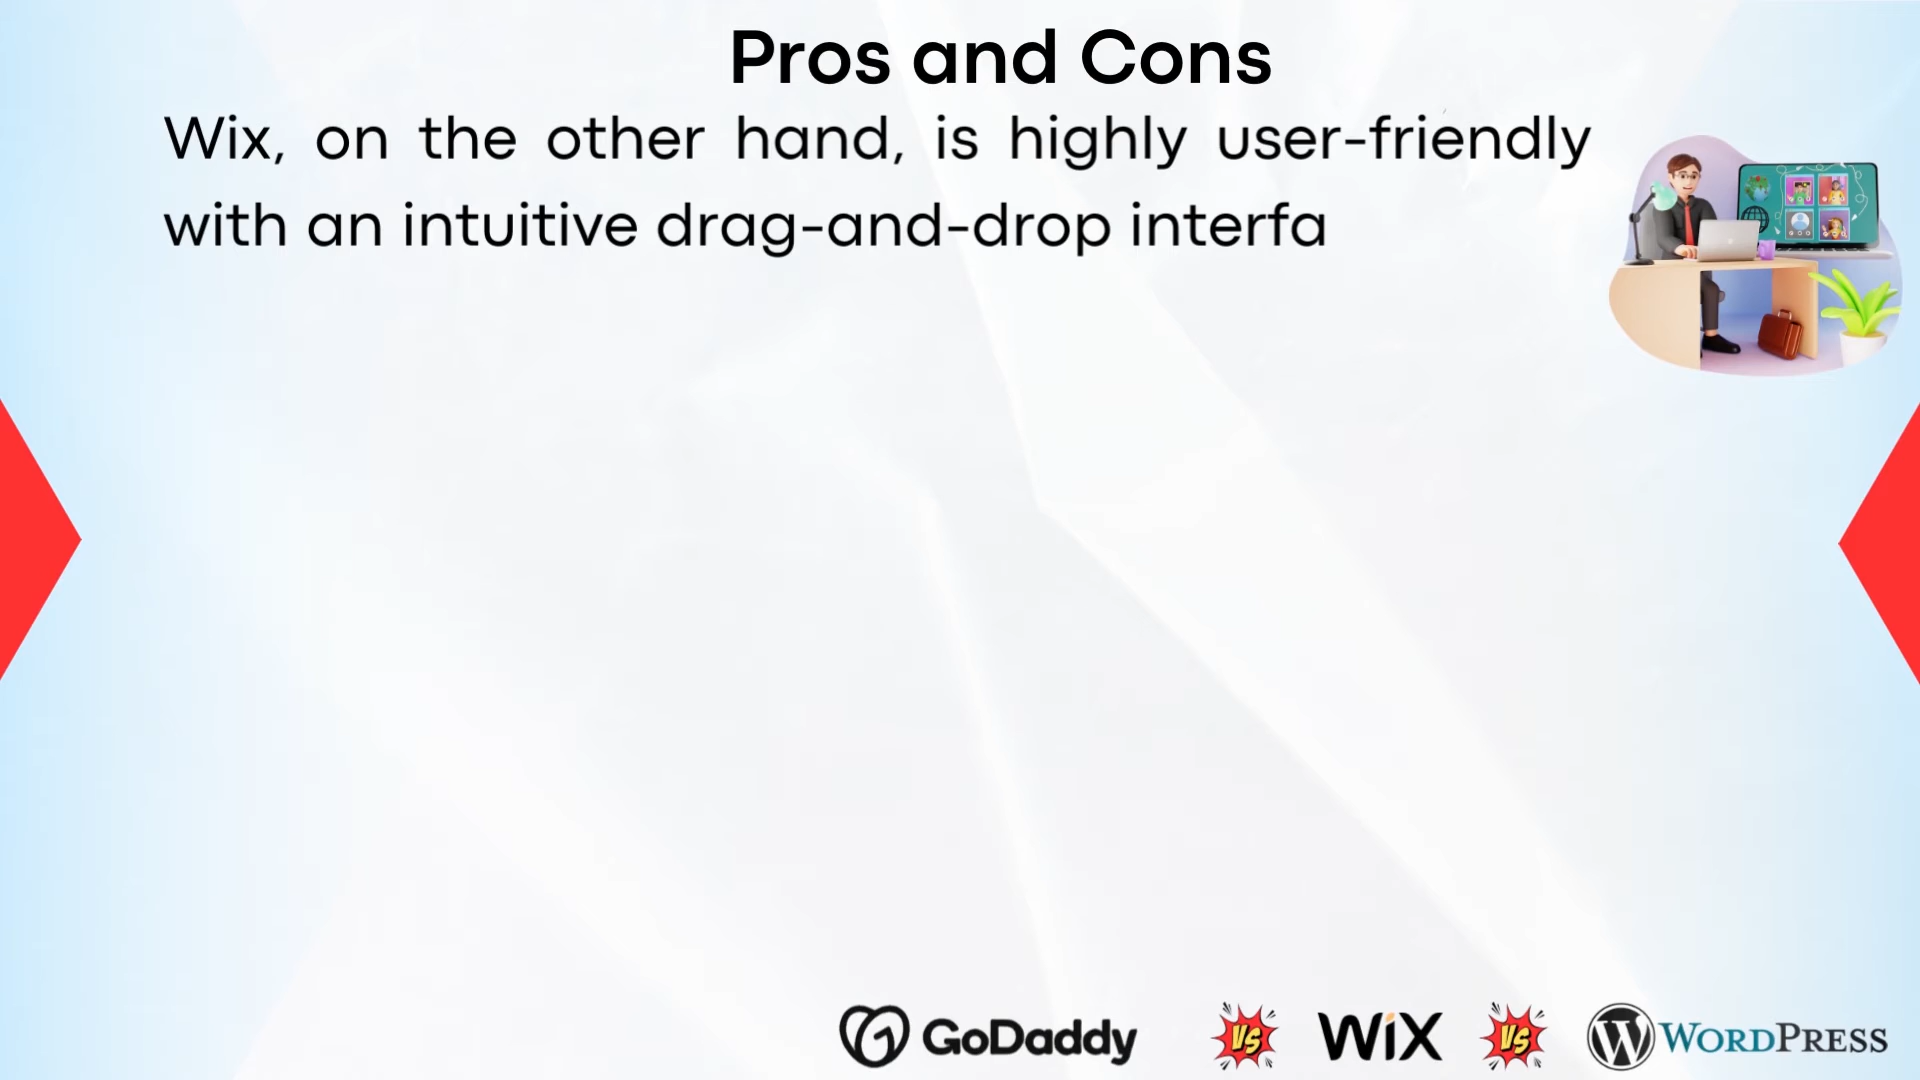 Pros and Cons
Wix, on the other hand, is highly user-friendly
with an intuitive drag-and-drop interfa
GoDaddy VS WiX VS WORDPRESS